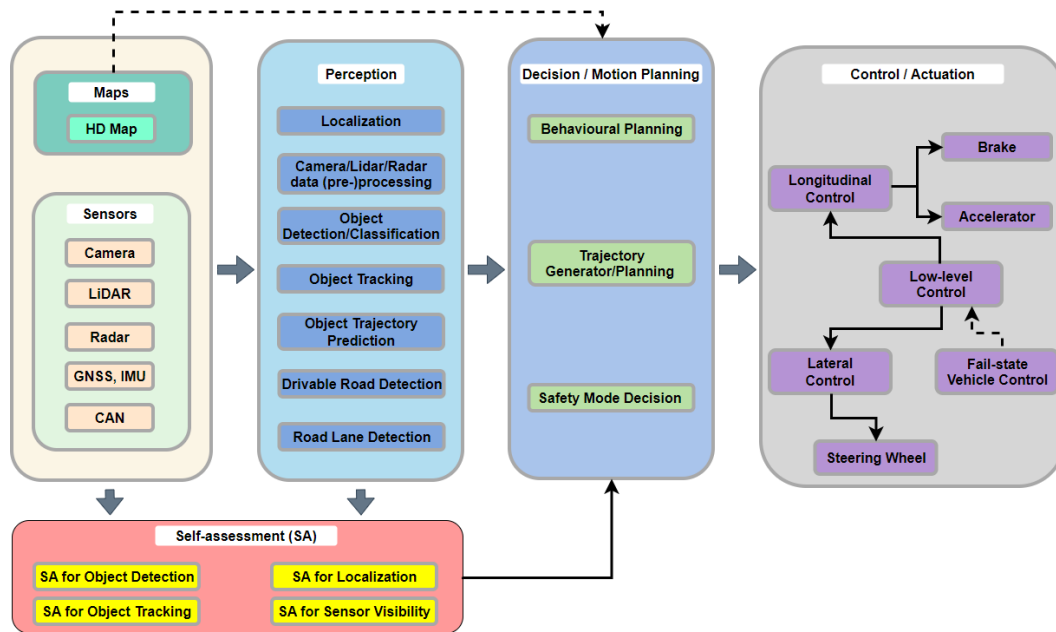 Maps
HD Map
Sensors
Camera
LiDAR
Radar
GNSS, IMU
CAN
Perception
Localization
Camera/Lidar/Radar
data (pre-)processing
Object
Detection/Classification
Object Tracking
Object Trajectory
Prediction
Drivable Road Detection
Road Lane Detection
Decision / Motion Planning
Behavioural Planning
Trajectory
Generator/Planning
Safety Mode Decision
Control / Actuation
Brake
Longitudinal
Control
Accelerator
Low-level
Control
Lateral
Control
Fail-state
Vehicle Control
Steering Wheel
Self-assessment (SA)
SA for Object Detection
SA for Localization
SA for Object Tracking
SA for Sensor Visibility